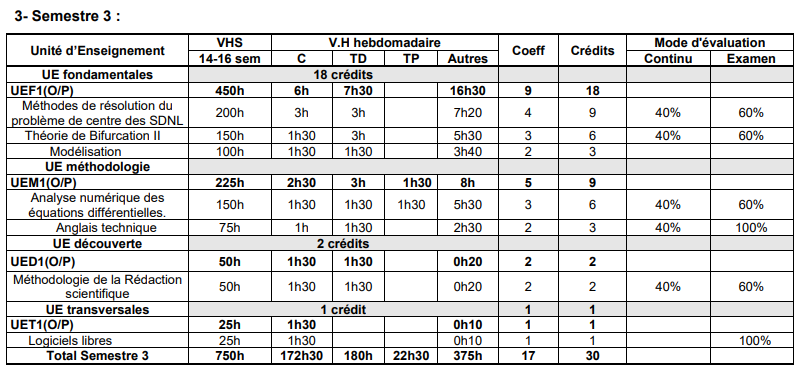 3- Semestre 3 :
Unité d'Enseignement VHS V.H hebdomadaire Coeff Crédits Mode d'évaluation
14-16 sem C TD TP Autres Continu Examen
UE fondamentales 18 crédits
UEF1(O/P) 450h 6h 7h30 16h30 9 18
Méthodes de résolution du
problème de centre des SDNL 200h 3h 3h 7h20 4 9 40% 60%
Théorie de Bifurcation II 150h 1h30 3h 5h30 3 6 40% 60%
Modélisation 100h 1h30 1h30 3h40 2 3
UE méthodologie
UEM1(O/P) 225h 2h30 3h 1h30 8h 5 9
Analyse numérique des
équations différentielles. 150h 1h30 1h30 1h30 5h30 3 6 40% 60%
Anglais technique 75h 1h 1h30 2h30 2 3 40% 100%
UE découverte 2 crédits
UED1(O/P) 50h 1h30 1h30 0h20 2 2
Méthodologie de la Rédaction
scientifique 50h 1h30 1h30 0h20 2 2 40% 60%
UE transversales 1 crédit 1 1
UET1(O/P) 25h 1h30 0h10 1 1
Logiciels libres 25h 1h30 0h10 1 1 100%
Total Semestre 3 750h 172h30 180h 22h30 375h 17 30